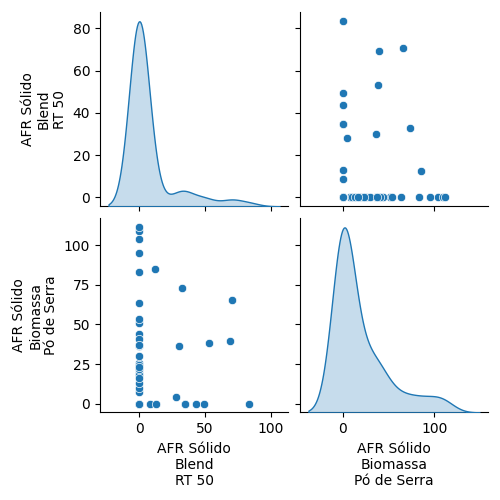 AFR Sólido
Blend
RT 50
80
60
40
20
0
AFR Sólido
Biomassa
Pó de Serra
100
75
50
25
0
0
50
100
0
100
AFR Sólido
Blend
RT 50
AFR Sólido
Biomassa
Pó de Serra